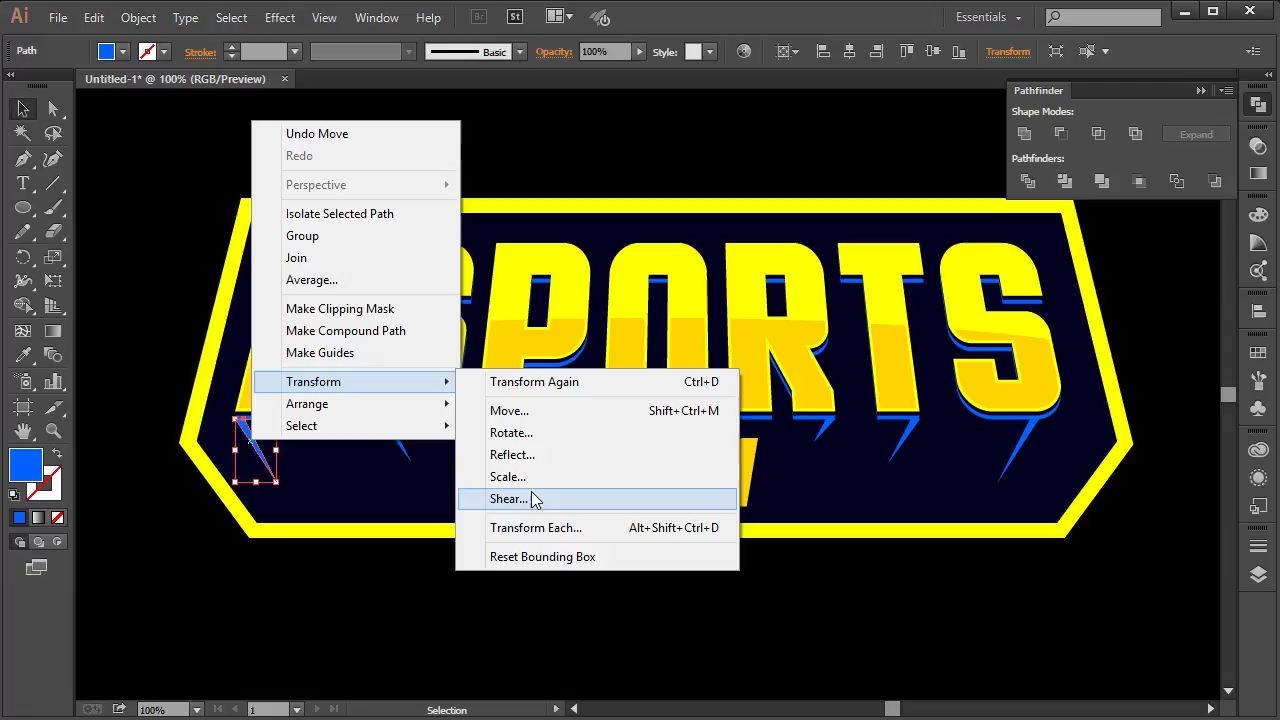 Ai File Edit Object Type Select Effect View Window Help Br St Essentials
Path Stroke: Basic Opacity: 100% Style: Transform
Untitled-1* @ 100% (RGB/Preview)
Pathfinder
Shape Modes:
Expand
Pathfinders:
Undo Move
Redo
Perspective
Isolate Selected Path
Group
Join
Average...
Make Clipping Mask
Make Compound Path
Make Guides
Transform
Arrange
Select
SPORTS
Transform Again Ctrl+D
Move... Shift+Ctrl+M
Rotate...
Reflect...
Scale...
Shear...
Transform Each... Alt+Shift+Ctrl+D
Reset Bounding Box
100% 1 Selection